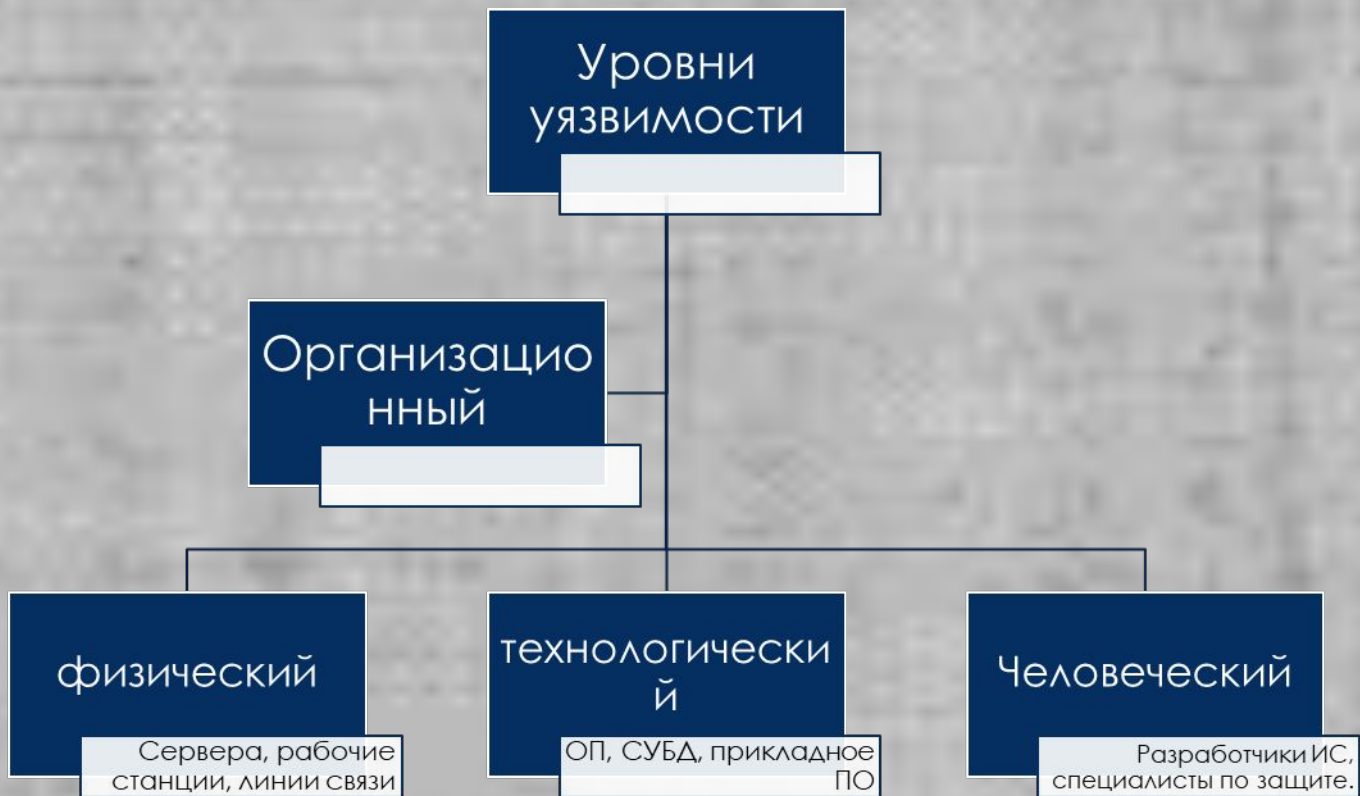 Уровни
уязвимости
Организацио
нный
физический
Сервера, рабочие
станции, линии связи
технологически
й
ОП, СУБД, прикладное
ПО
Человеческий
Разработчики ИС,
специалисты по защите.